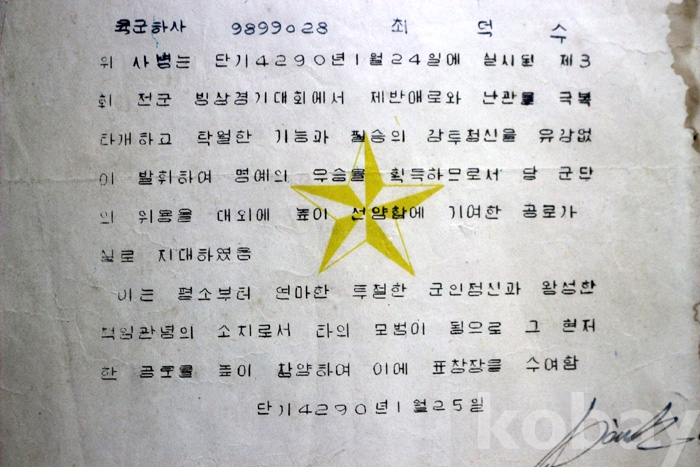 육군하사 9899028 최 덕 수
위 사병는 단기4290년1월24일에 실시된 제3
회 전군 빙상경기대회에서 제반애로와 난관를 극복
타개하고 탁월한 기능과 필승의 감투정신을 유감없
이 발휘하여 명예의 우승를 획득하므로서 당 군단
의 위용을 대외에 높이 선양함에 기여한 공로가
실로 지대하였음
이는 평소부터 연마한 투철한 군인정신과 왕성한
책임관념의 소치로서 타의 모범이 됨으로 그 현저
한 공로를 높이 찬양하여 이에 표창장을 수여함
단기4290년1월25일
kobay